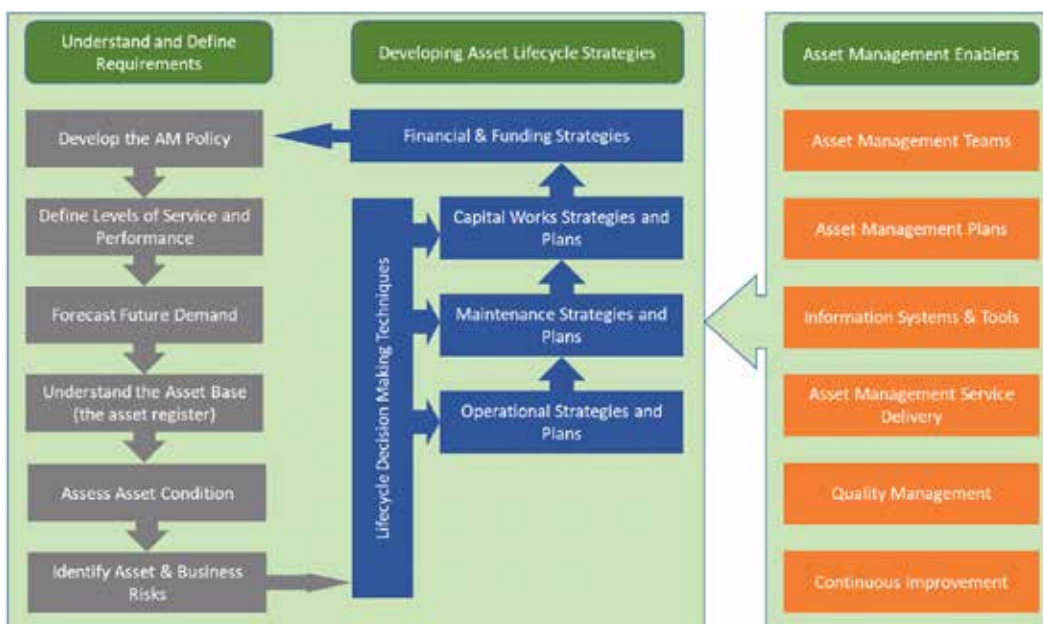 Understand and Define
Requirements
Develop the AM Policy
Define Levels of Service and
Performance
Forecast Future Demand
Understand the Asset Base
(the asset register)
Assess Asset Condition
Identify Asset & Business
Risks
Developing Asset Lifecycle Strategies
Financial & Funding Strategies
Lifecycle Decision Making Techniques
Capital Works Strategies and
Plans
Maintenance Strategies and
Plans
Operational Strategies and
Plans
Asset Management Enablers
Asset Management Teams
Asset Management Plans
Information Systems & Tools
Asset Management Service
Delivery
Quality Management
Continuous Improvement